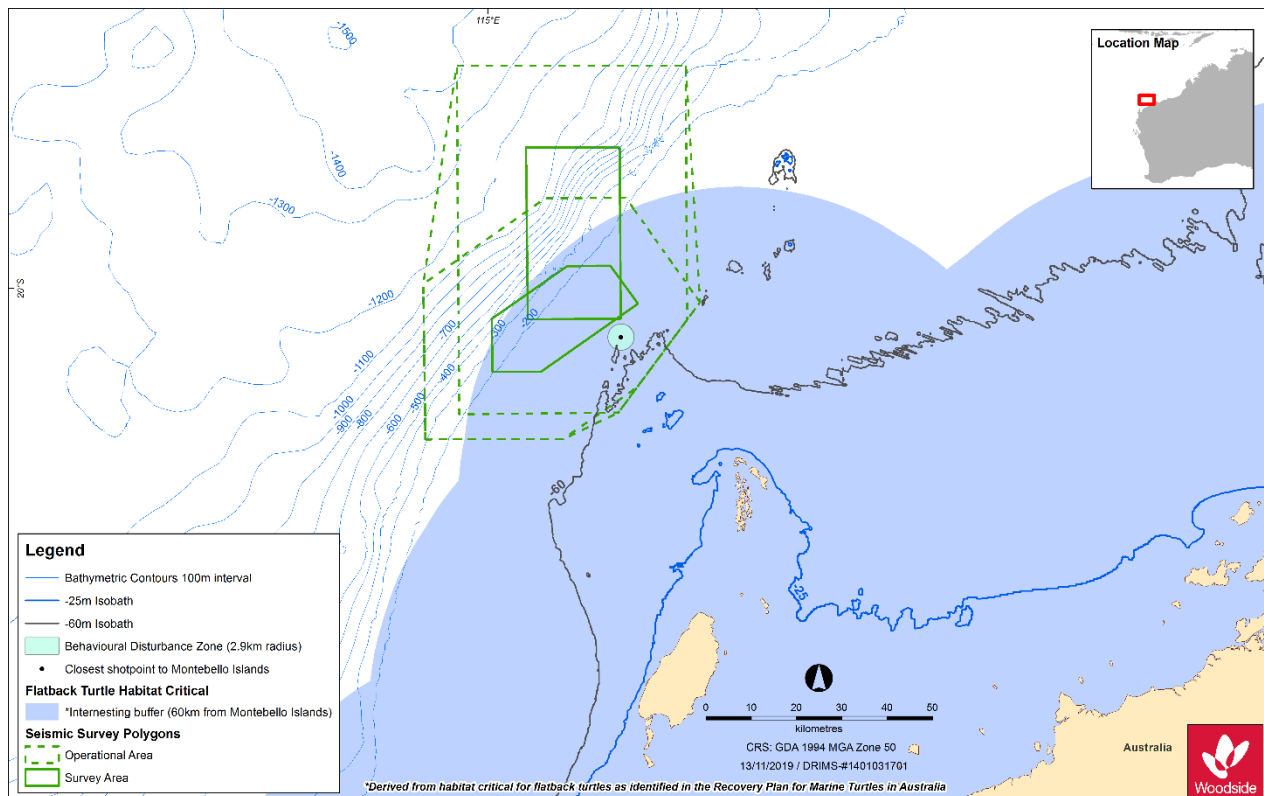 115°E
20°S
-1500
-1400
-1300
-1200
-1100
-1000
-900
-800
-700
-600
-500
-400
-300
-200
-60
-25
Location Map
Legend
Bathymetric Contours 100m interval
-25m Isobath
-60m Isobath
Behavioural Disturbance Zone (2.9km radius)
Closest shotpoint to Montebello Islands
Flatback Turtle Habitat Critical
*Internesting buffer (60km from Montebello Islands)
Seismic Survey Polygons
Operational Area
Survey Area
0 10 20 30 40 50
kilometres
CRS: GDA 1994 MGA Zone 50
13/11/2019 / DRIMS-#1401031701
*Derived from habitat critical for flatback turtles as identified in the Recovery Plan for Marine Turtles in Australia
Australia
Woodside